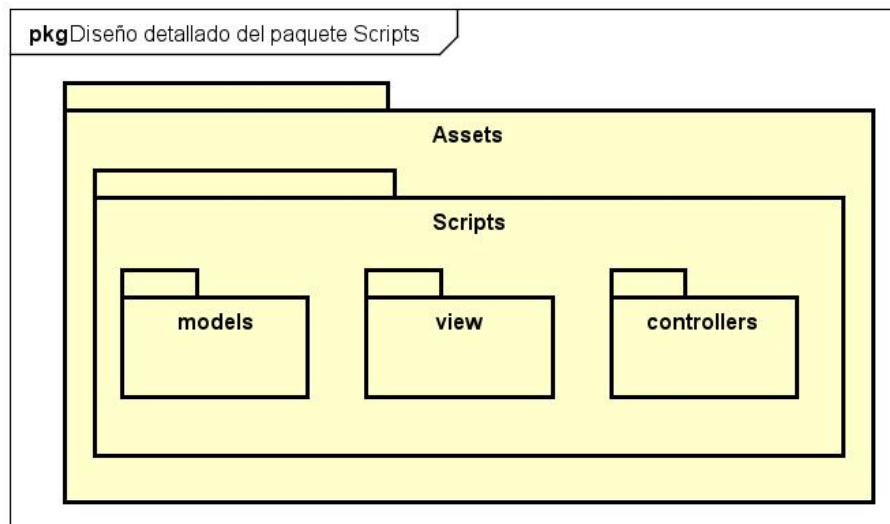 pkgDiseño detallado del paquete Scripts
Assets
Scripts
models view controllers